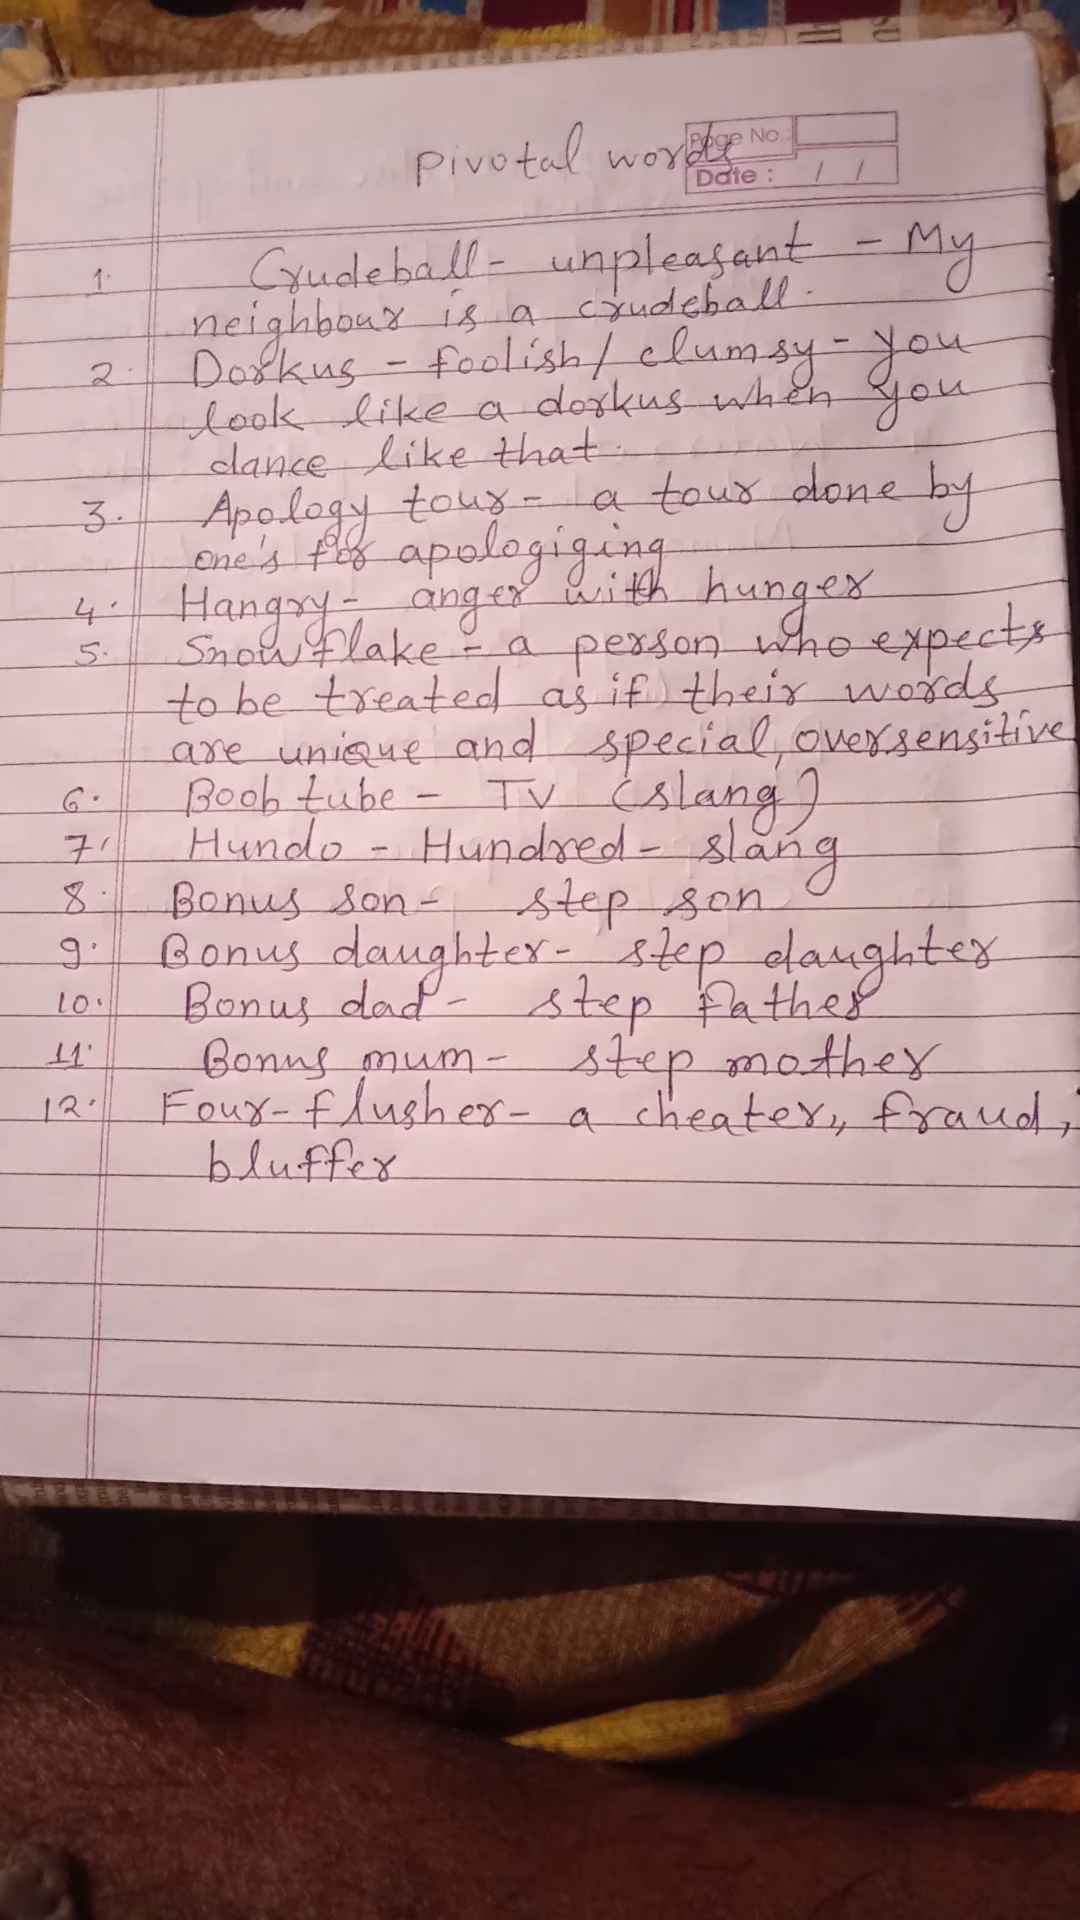 Pivotal words
Page No.:
Date : / /
1. Crudeball - unpleasant - My
neighbour is a crudeball.
2. Dorkus - foolish/ clumsy - you
look like a dorkus when you
dance like that.
3. Apology tour - a tour done by
one's for apologiging
4. Hangry - anger with hunger
5. Snowflake - a person who expects
to be treated as if their words
are unique and special, oversensitive
6. Boob tube - TV (slang)
7. Hundo - Hundred - slang
8. Bonus son - step son
9. Bonus daughter - step daughter
10. Bonus dad - step father
11. Bonus mum - step mother
12. Four-flusher - a cheater,, fraud,
bluffer